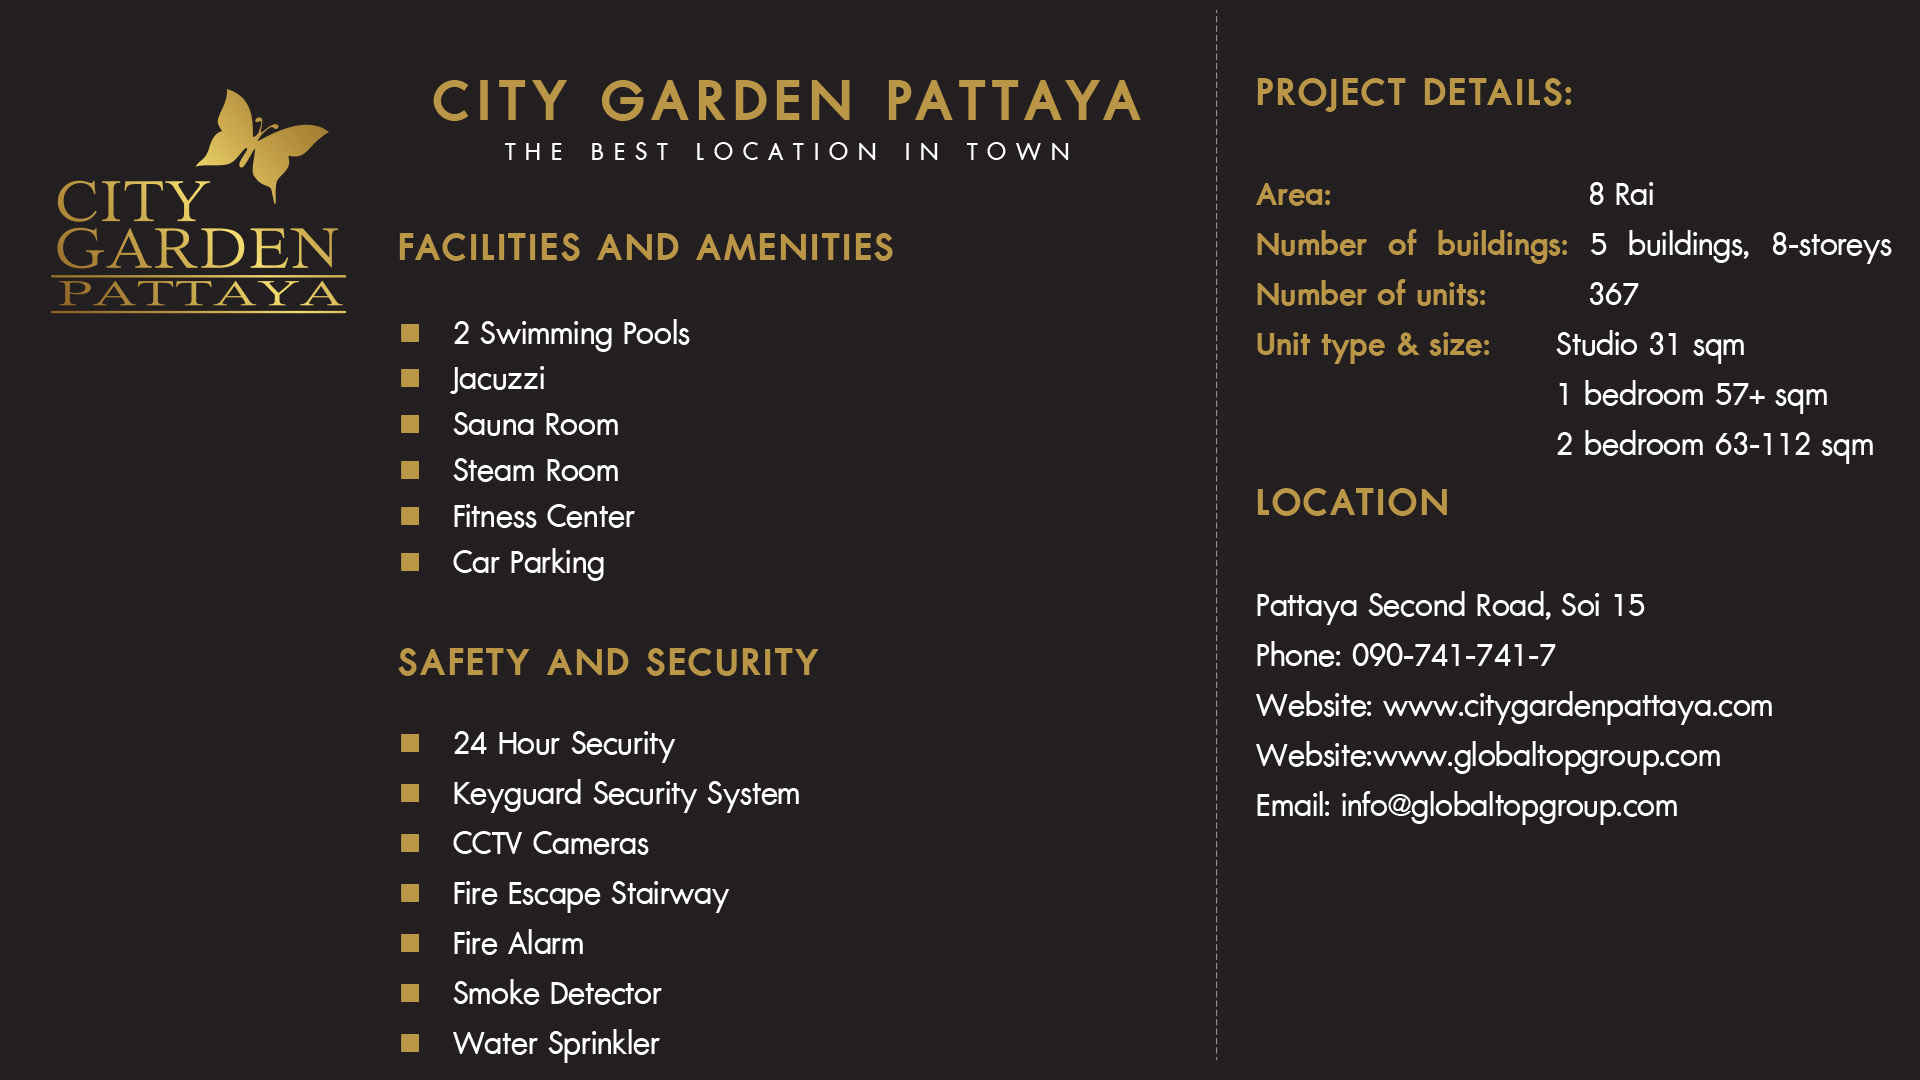 CITY
GARDEN
PATTAYA
CITY GARDEN PATTAYA
THE BEST LOCATION IN TOWN
FACILITIES AND AMENITIES
2 Swimming Pools
Jacuzzi
Sauna Room
Steam Room
Fitness Center
Car Parking
SAFETY AND SECURITY
24 Hour Security
Keyguard Security System
CCTV Cameras
Fire Escape Stairway
Fire Alarm
Smoke Detector
Water Sprinkler
PROJECT DETAILS:
Area: 8 Rai
Number of buildings: 5 buildings, 8-storeys
Number of units: 367
Unit type & size: Studio 31 sqm
1 bedroom 57+ sqm
2 bedroom 63-112 sqm
LOCATION
Pattaya Second Road, Soi 15
Phone: 090-741-741-7
Website: www.citygardenpattaya.com
Website:www.globaltopgroup.com
Email: info@globaltopgroup.com